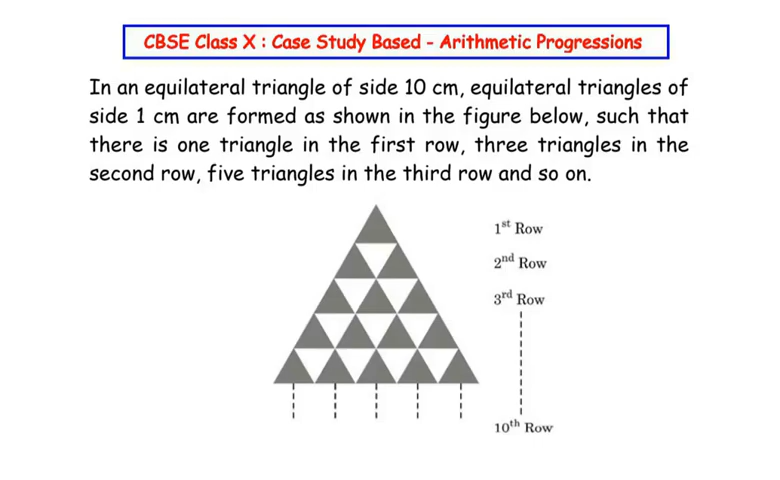 CBSE Class X : Case Study Based - Arithmetic Progressions
In an equilateral triangle of side 10 cm, equilateral triangles of
side 1 cm are formed as shown in the figure below, such that
there is one triangle in the first row, three triangles in the
second row, five triangles in the third row and so on.
1st Row
2nd Row
3rd Row
10th Row